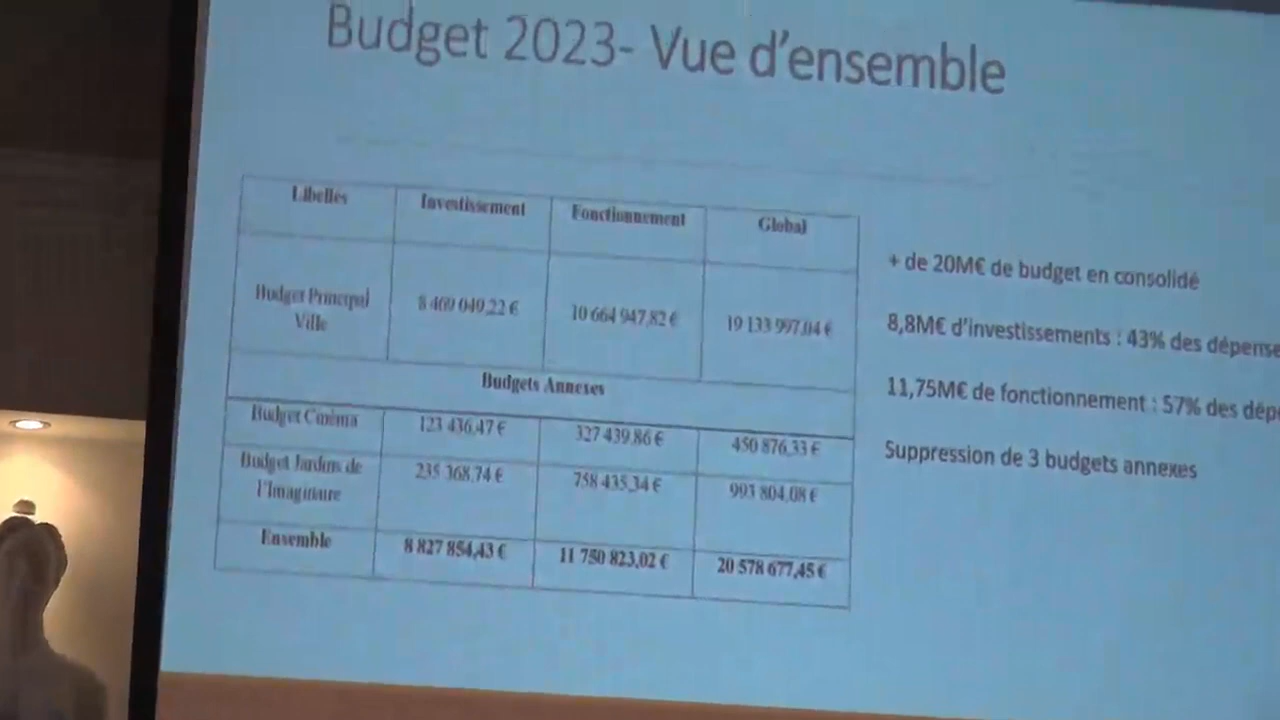 Budget 2023- Vue d'ensemble
Libelles Investissement Fonctionnement Global
Budget Principal
Ville
8 469 049,22 € 10 664 947,82 € 19 133 997,04 €
Budgets Annexes
Budget Cinéma 123 436,47 € 327 439,86 € 450 876,33 €
Budget Jardins de
l'Imaginaire
235 368,74 € 758 435,34 € 993 804,08 €
Ensemble 8 827 854,43 € 11 750 823,02 € 20 578 677,45 €
+ de 20M€ de budget en consolidé
8,8M€ d'investissements : 43% des dépense
11,75M€ de fonctionnement : 57% des dép
Suppression de 3 budgets annexes